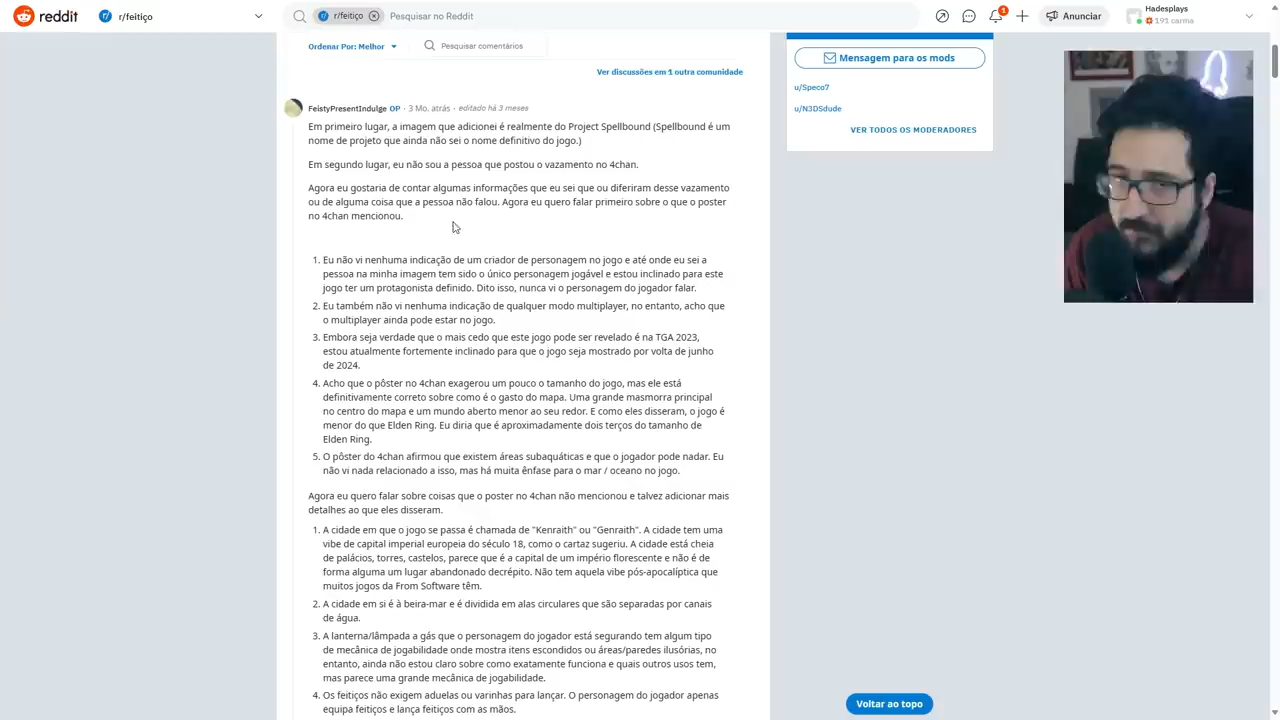 reddit
r/feitiço
r/feitiço
Pesquisar no Reddit
1
Anunciar
Hadesplays
191 carma
Ordenar Por: Melhor
Pesquisar comentários
Ver discussões em 1 outra comunidade
Mensagem para os mods
u/Speco7
u/N3DSdude
VER TODOS OS MODERADORES
FeistyPresentIndulge OP · 3 Mo. atrás · editado há 3 meses
Em primeiro lugar, a imagem que adicionei é realmente do Project Spellbound (Spellbound é um
nome de projeto que ainda não sei o nome definitivo do jogo.)
Em segundo lugar, eu não sou a pessoa que postou o vazamento no 4chan.
Agora eu gostaria de contar algumas informações que eu sei que ou diferiram desse vazamento
ou de alguma coisa que a pessoa não falou. Agora eu quero falar primeiro sobre o que o poster
no 4chan mencionou.
1. Eu não vi nenhuma indicação de um criador de personagem no jogo e até onde eu sei a
pessoa na minha imagem tem sido o único personagem jogável e estou inclinado para este
jogo ter um protagonista definido. Dito isso, nunca vi o personagem do jogador falar.
2. Eu também não vi nenhuma indicação de qualquer modo multiplayer, no entanto, acho que
o multiplayer ainda pode estar no jogo.
3. Embora seja verdade que o mais cedo que este jogo pode ser revelado é na TGA 2023,
estou atualmente fortemente inclinado para que o jogo seja mostrado por volta de junho
de 2024.
4. Acho que o pôster no 4chan exagerou um pouco o tamanho do jogo, mas ele está
definitivamente correto sobre como é o gasto do mapa. Uma grande masmorra principal
no centro do mapa e um mundo aberto menor ao seu redor. E como eles disseram, o jogo é
menor do que Elden Ring. Eu diria que é aproximadamente dois terços do tamanho de
Elden Ring.
5. O pôster do 4chan afirmou que existem áreas subaquáticas e que o jogador pode nadar. Eu
não vi nada relacionado a isso, mas há muita ênfase para o mar / oceano no jogo.
Agora eu quero falar sobre coisas que o poster no 4chan não mencionou e talvez adicionar mais
detalhes ao que eles disseram.
1. A cidade em que o jogo se passa é chamada de "Kenraith" ou "Genraith". A cidade tem uma
vibe de capital imperial europeia do século 18, como o cartaz sugeriu. A cidade está cheia
de palácios, torres, castelos, parece que é a capital de um império florescente e não é de
forma alguma um lugar abandonado decrépito. Não tem aquela vibe pós-apocalíptica que
muitos jogos da From Software têm.
2. A cidade em si é à beira-mar e é dividida em alas circulares que são separadas por canais
de água.
3. A lanterna/lâmpada a gás que o personagem do jogador está segurando tem algum tipo
de mecânica de jogabilidade onde mostra itens escondidos ou áreas/paredes ilusórias, no
entanto, ainda não estou claro sobre como exatamente funciona e quais outros usos tem,
mas parece uma grande mecânica de jogabilidade.
4. Os feitiços não exigem aduelas ou varinhas para lançar. O personagem do jogador apenas
equipa feitiços e lança feitiços com as mãos.
Voltar ao topo